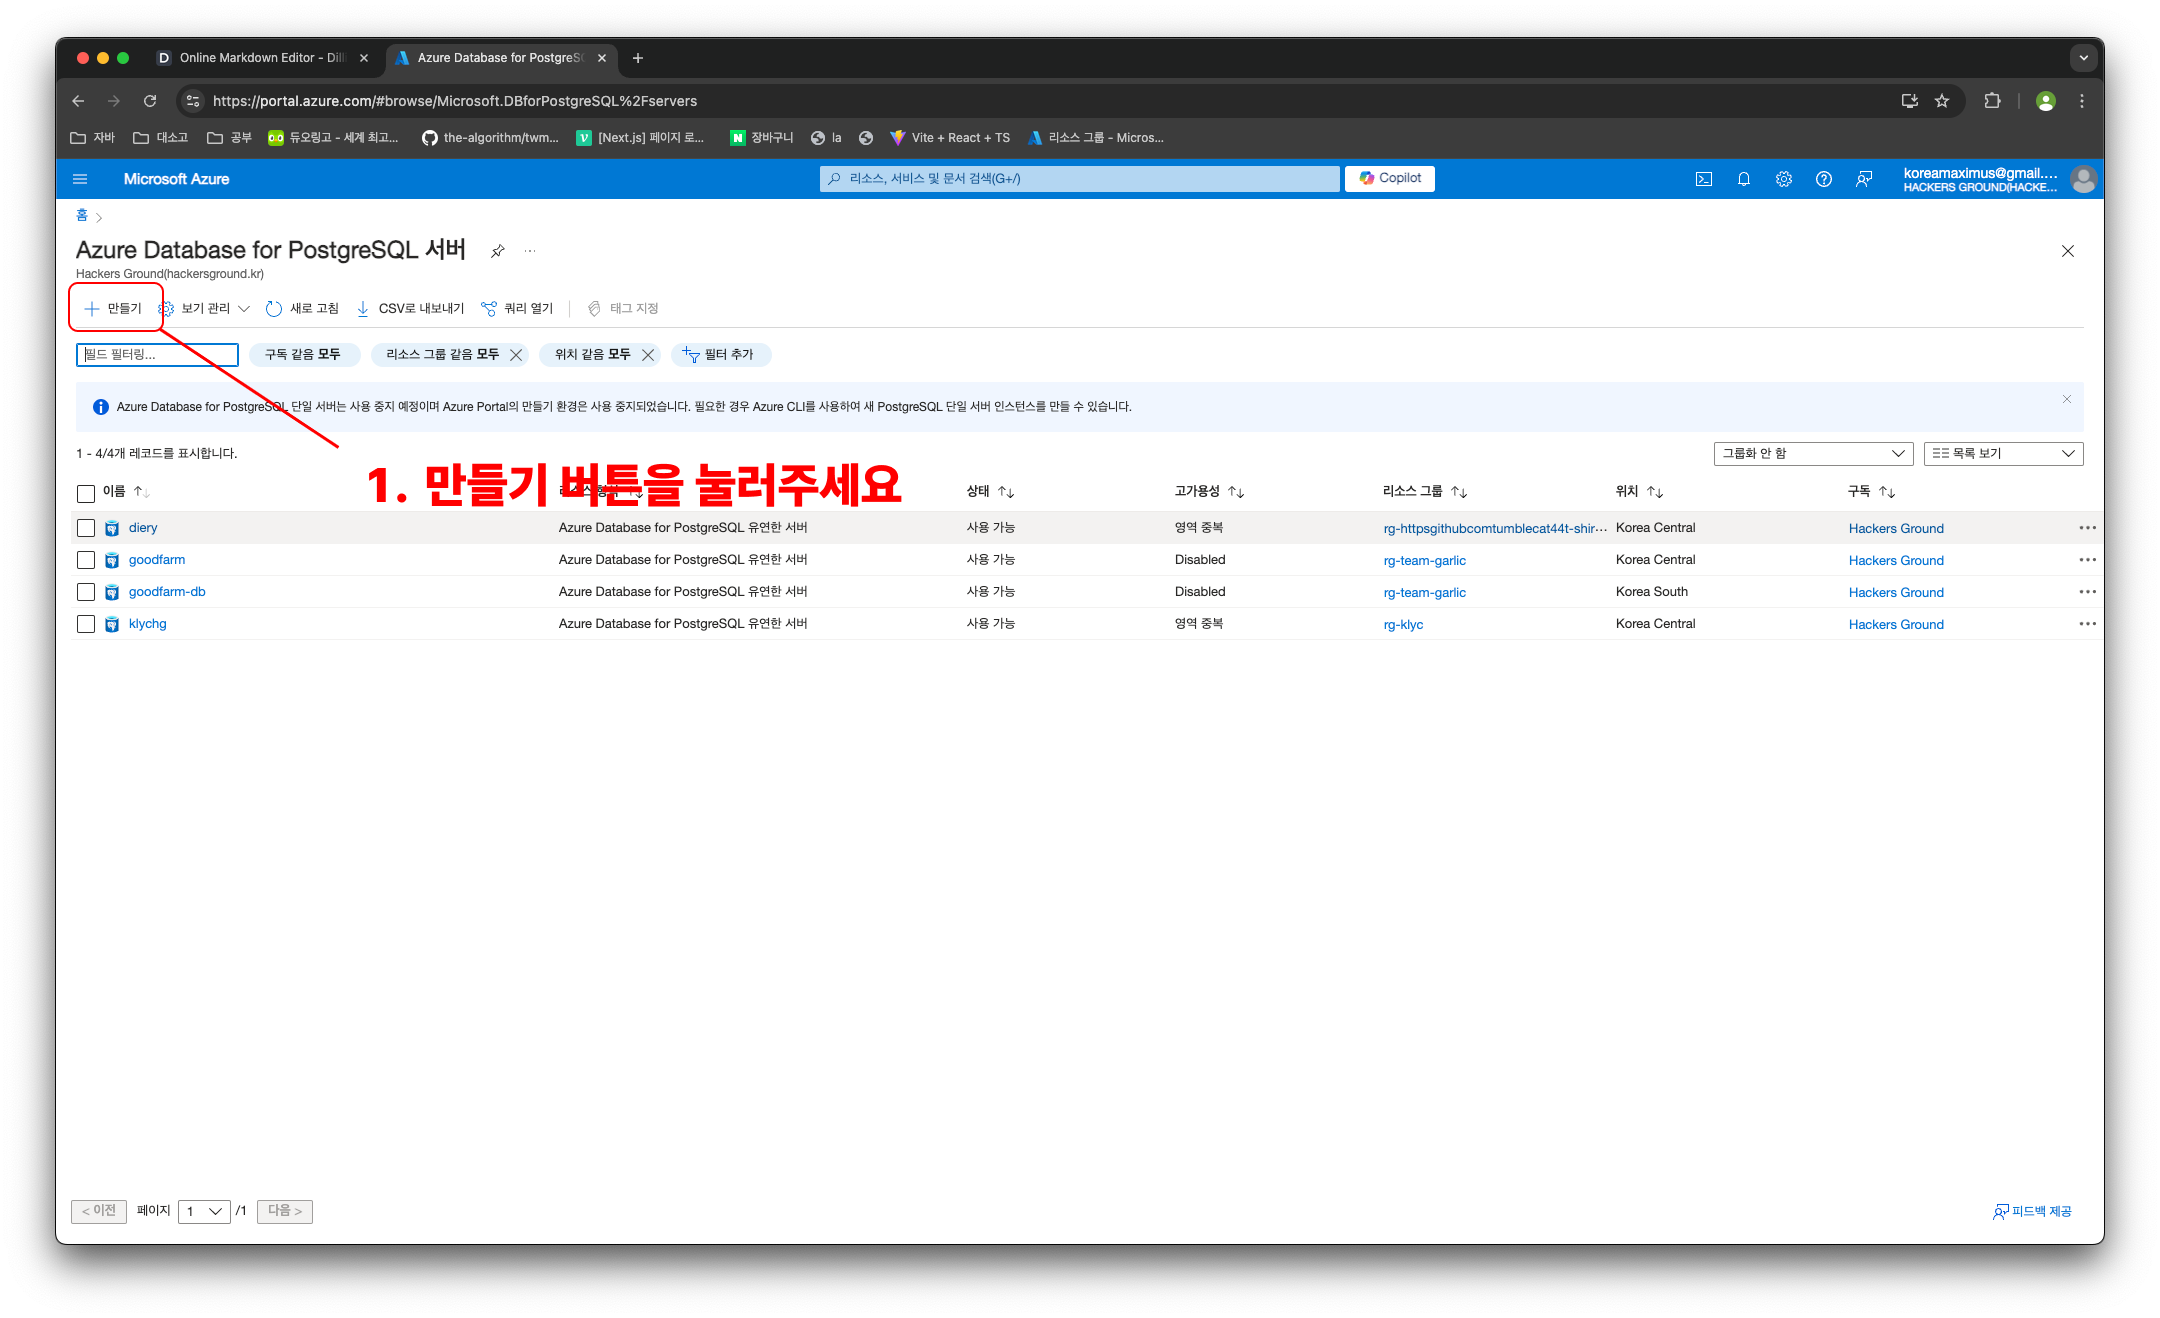 Online Markdown Editor - Dill
Azure Database for PostgreSQ
https://portal.azure.com/#browse/Microsoft.DBforPostgreSQL%2Fservers
자바 대소고 공부 듀오링고 - 세계 최고... the-algorithm/twm... [Next.js] 페이지 로... 장바구니 la Vite + React + TS 리소스 그룹 - Micros...
Microsoft Azure
리소스, 서비스 및 문서 검색(G+/)
Copilot
koreamaximus@gmail....
HACKERS GROUND(HACKE...
홈
Azure Database for PostgreSQL 서버
Hackers Ground(hackersground.kr)
만들기 보기 관리 새로 고침 CSV로 내보내기 쿼리 열기 태그 지정
필드 필터링... 구독 같음 모두 리소스 그룹 같음 모두 위치 같음 모두 필터 추가
Azure Database for PostgreSQL 단일 서버는 사용 중지 예정이며 Azure Portal의 만들기 환경은 사용 중지되었습니다. 필요한 경우 Azure CLI를 사용하여 새 PostgreSQL 단일 서버 인스턴스를 만들 수 있습니다.
1 - 4/4개 레코드를 표시합니다.
그룹화 안 함 목록 보기
1. 만들기 버튼을 눌러주세요
이름 상태 고가용성 리소스 그룹 위치 구독
diery Azure Database for PostgreSQL 유연한 서버 사용 가능 영역 중복 rg-httpsgithubcomtumblecat44t-shir... Korea Central Hackers Ground
goodfarm Azure Database for PostgreSQL 유연한 서버 사용 가능 Disabled rg-team-garlic Korea Central Hackers Ground
goodfarm-db Azure Database for PostgreSQL 유연한 서버 사용 가능 Disabled rg-team-garlic Korea South Hackers Ground
klychg Azure Database for PostgreSQL 유연한 서버 사용 가능 영역 중복 rg-klyc Korea Central Hackers Ground
< 이전 페이지 1 /1 다음 >
피드백 제공